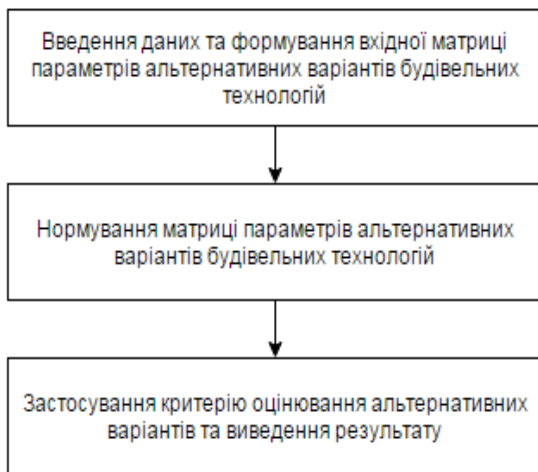 Введення даних та формування вхідної матриці
параметрів альтернативних варіантів будівельних
технологій
Нормування матриці параметрів альтернативних
варіантів будівельних технологій
Застосування критерію оцінювання альтернативних
варіантів та виведення результату